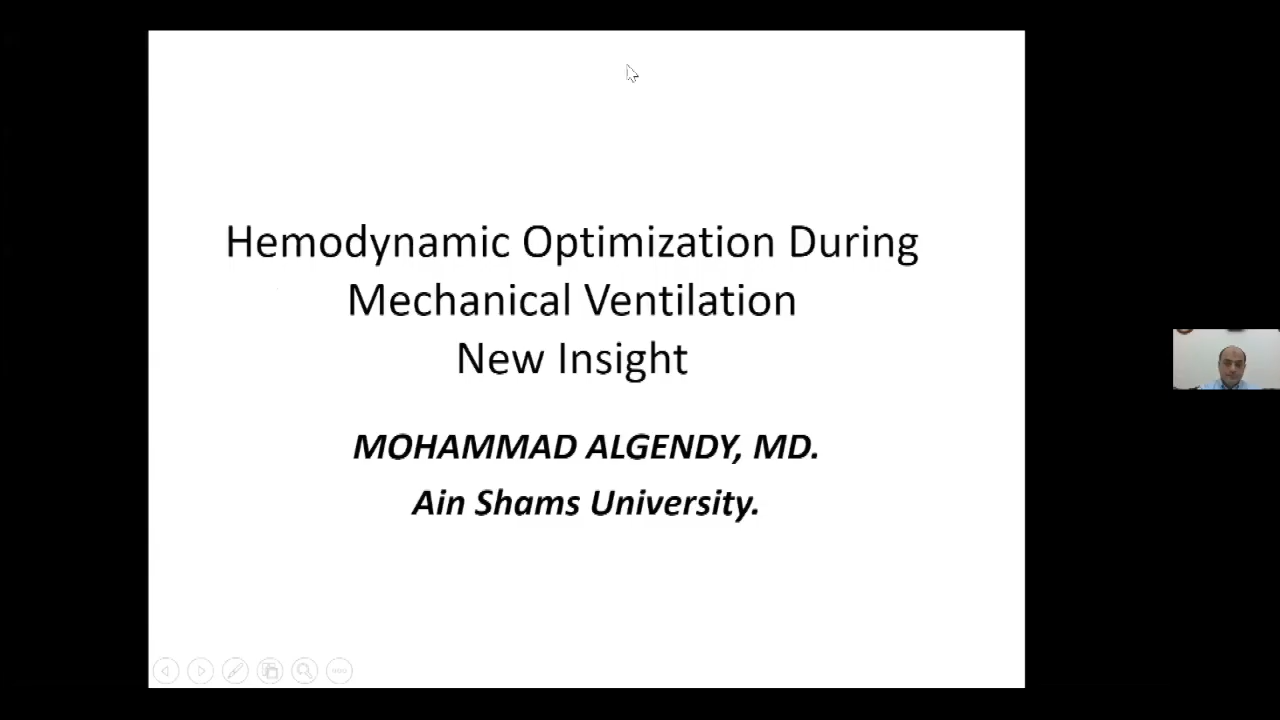 Hemodynamic Optimization During
Mechanical Ventilation
New Insight
MOHAMMAD ALGENDY, MD.
Ain Shams University.